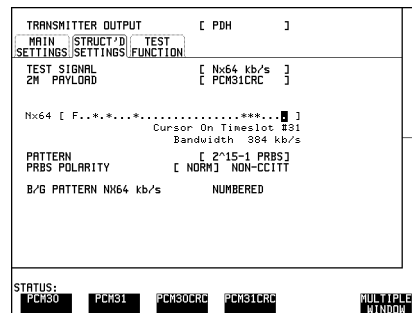 TRANSMITTER OUTPUT [ PDH ]
MAIN SETTINGS STRUCT'D SETTINGS TEST FUNCTION
TEST SIGNAL [ Nx64 kb/s ]
2M PAYLOAD [ PCM31CRC ]
Nx64 [ F..*.*...*...............***....▮ ]
Cursor On Timeslot #31
Bandwidth 384 kb/s
PATTERN [ 2^15-1 PRBS]
PRBS POLARITY [ NORM] NON-CCITT
B/G PATTERN NX64 kb/s NUMBERED
STATUS:
PCM30 PCM31 PCM30CRC PCM31CRC MULTIPLE WINDOW